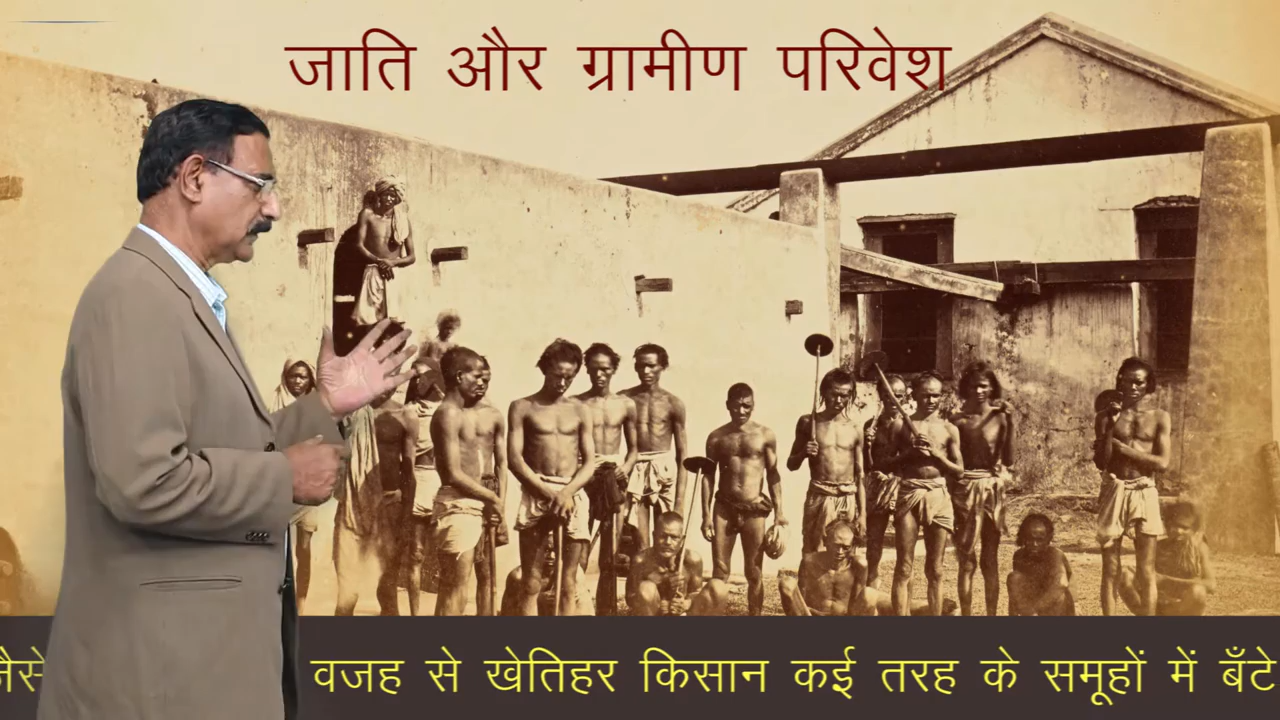 जाति और ग्रामीण परिवेश
जैसे वजह से खेतिहर किसान कई तरह के समूहों में बँटे